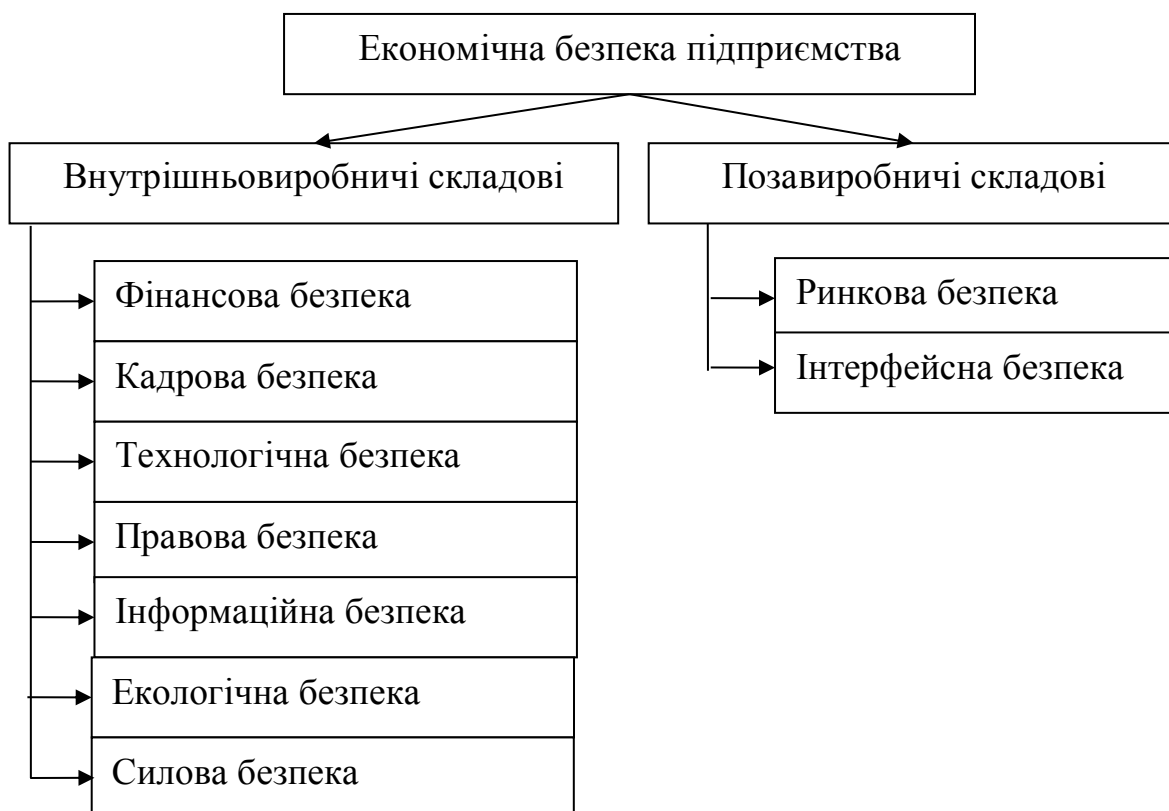 Економічна безпека підприємства
Внутрішньовиробничі складові
Фінансова безпека
Кадрова безпека
Технологічна безпека
Правова безпека
Інформаційна безпека
Екологічна безпека
Силова безпека
Позавиробничі складові
Ринкова безпека
Інтерфейсна безпека